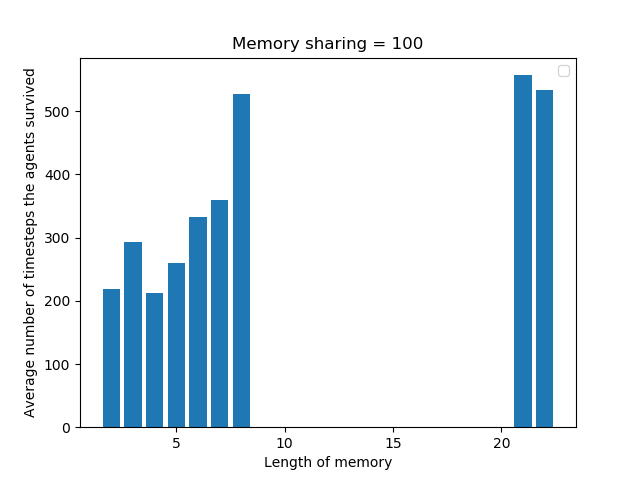 Memory sharing = 100
Average number of timesteps the agents survived
500
400
300
200
100
0
5 10 15 20
Length of memory